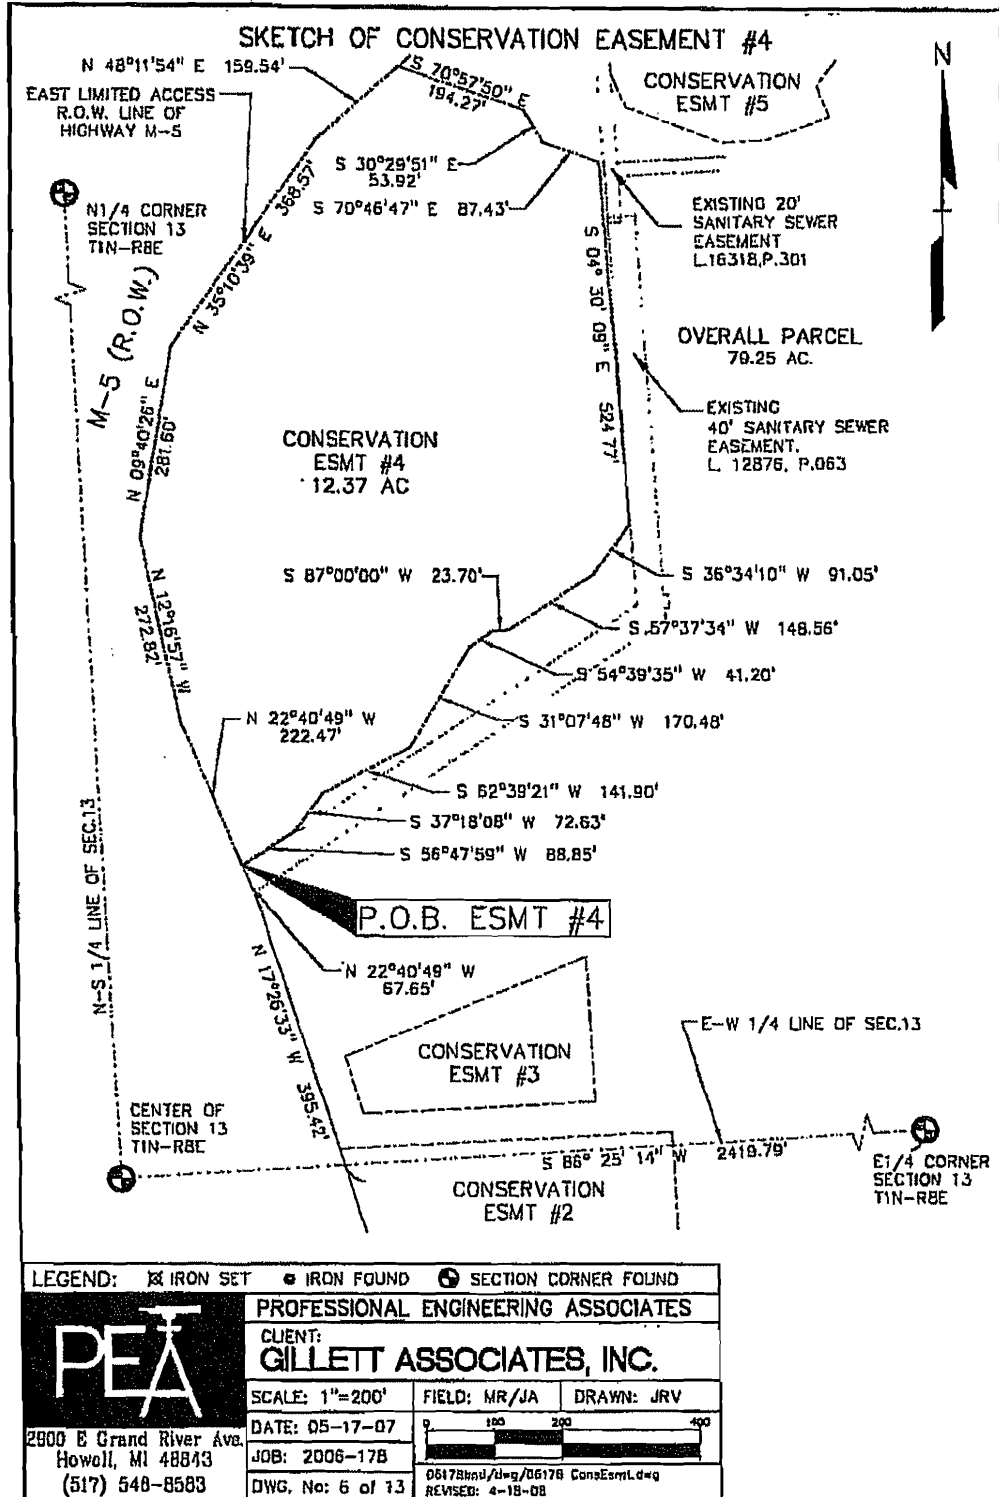 SKETCH OF CONSERVATION EASEMENT #4
N 48°11'54" E 159.54'
S 70°57'50" E
194.27'
CONSERVATION
ESMT #5
N
EAST LIMITED ACCESS
R.O.W. LINE OF
HIGHWAY M-5
S 30°29'51" E
53.92'
S 70°46'47" E 87.43'
N1/4 CORNER
SECTION 13
T1N-R8E
N 35°10'39" E
368.57'
EXISTING 20'
SANITARY SEWER
EASEMENT
L.16318,P.301
M-5 (R.O.W.)
S 04° 30' 09" E 524.77'
OVERALL PARCEL
79.25 AC.
N 09°40'26" E
281.60'
EXISTING
40' SANITARY SEWER
EASEMENT.
L. 12876, P.063
CONSERVATION
ESMT #4
12.37 AC
S 87°00'00" W 23.70'
S 36°34'10" W 91.05'
N 12°16'57" W
272.82'
S 57°37'34" W 148.56'
S 54°39'35" W 41.20'
N 22°40'49" W
222.47'
S 31°07'48" W 170.48'
S 62°39'21" W 141.90'
S 37°18'08" W 72.63'
S 56°47'59" W 88.85'
N-S 1/4 LINE OF SEC.13
P.O.B. ESMT #4
N 22°40'49" W
67.65'
N 17°26'33" W 395.42'
E-W 1/4 LINE OF SEC.13
CONSERVATION
ESMT #3
CENTER OF
SECTION 13
T1N-R8E
S 86° 25' 14" W 2419.79'
E1/4 CORNER
SECTION 13
T1N-R8E
CONSERVATION
ESMT #2
LEGEND: IRON SET IRON FOUND SECTION CORNER FOUND
PEA
PROFESSIONAL ENGINEERING ASSOCIATES
CLIENT:
GILLETT ASSOCIATES, INC.
SCALE: 1"=200' FIELD: MR/JA DRAWN: JRV
DATE: 05-17-07
0 100 200 400
2900 E Grand River Ave.
Howell, MI 48843
(517) 546-8583
JOB: 2006-178
DWG. No: 6 of 13
REVISED: 4-18-08